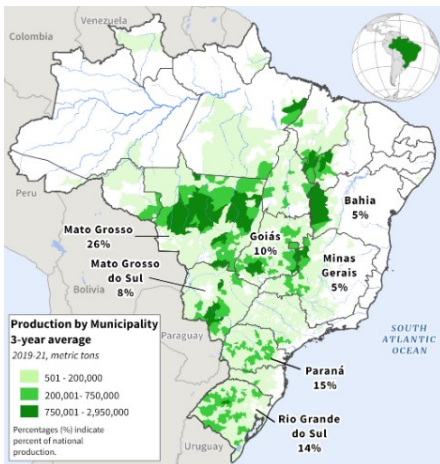 Venezuela
Colombia
Peru
Bahia
5%
Mato Grosso
26%
Goiás
10%
Mato Grosso
do Sul
8%
Minas
Gerais
5%
Bolivia
Production by Municipality
3-year average
2019-21, metric tons
501 - 200,000
200,001- 750,000
750,001 - 2,950,000
Percentages (%) indicate
percent of national
production.
Paraguay
SOUTH
ATLANTIC
OCEAN
Paraná
15%
Rio Grande
do Sul
14%
Uruguay